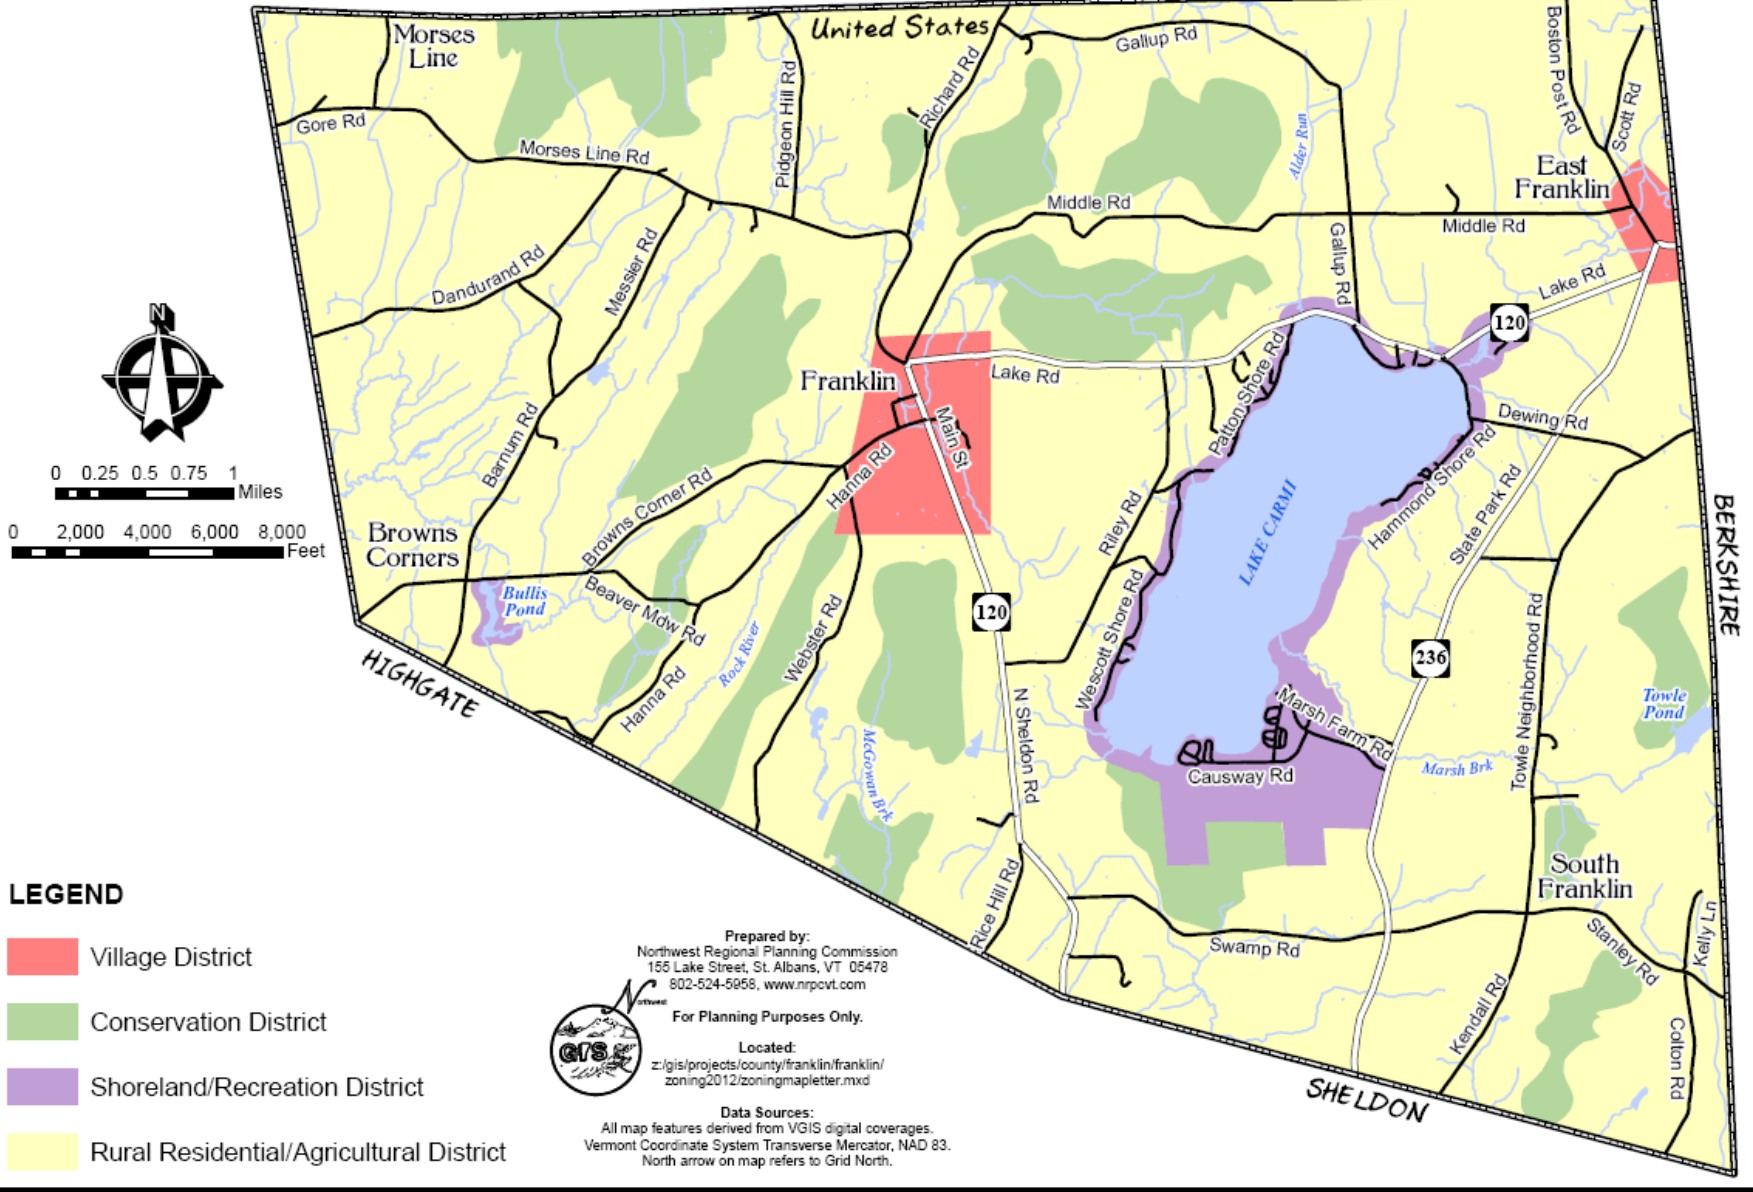 Morses
Line
United States
Gallup Rd
Boston Post Rd
Scott Rd
Richard Rd
Pidgeon Hill Rd
Gore Rd
Morses Line Rd
Alder Run
East
Franklin
Middle Rd
Middle Rd
Gallup Rd
Messier Rd
Dandurand Rd
Lake Rd
120
N
Franklin
Lake Rd
Patton Shore Rd
Main St
Dewing Rd
Barnum Rd
Hanna Rd
Hammond Shore Rd
0 0.25 0.5 0.75 1
Miles
0 2,000 4,000 6,000 8,000
Feet
Browns Corner Rd
Riley Rd
State Park Rd
LAKE CARMI
BERKSHIRE
Browns
Corners
Bullis
Pond
Beaver Mdw Rd
Rock River
Webster Rd
120
Wescott Shore Rd
236
Towle Neighborhood Rd
HIGHGATE
Hanna Rd
N Sheldon Rd
Marsh Farm Rd
Towle
Pond
McGowan Brk
Causway Rd
Marsh Brk
South
Franklin
Rice Hill Rd
Swamp Rd
Stanley Rd
Kelly Ln
Kendall Rd
Colton Rd
SHELDON
LEGEND
Village District
Conservation District
Shoreland/Recreation District
Rural Residential/Agricultural District
Prepared by:
Northwest Regional Planning Commission
155 Lake Street, St. Albans, VT 05478
802-524-5958, www.nrpcvt.com
Northwest
GIS
For Planning Purposes Only.
Located:
z:/gis/projects/county/franklin/franklin/
zoning2012/zoningmapletter.mxd
Data Sources:
All map features derived from VGIS digital coverages.
Vermont Coordinate System Transverse Mercator, NAD 83.
North arrow on map refers to Grid North.